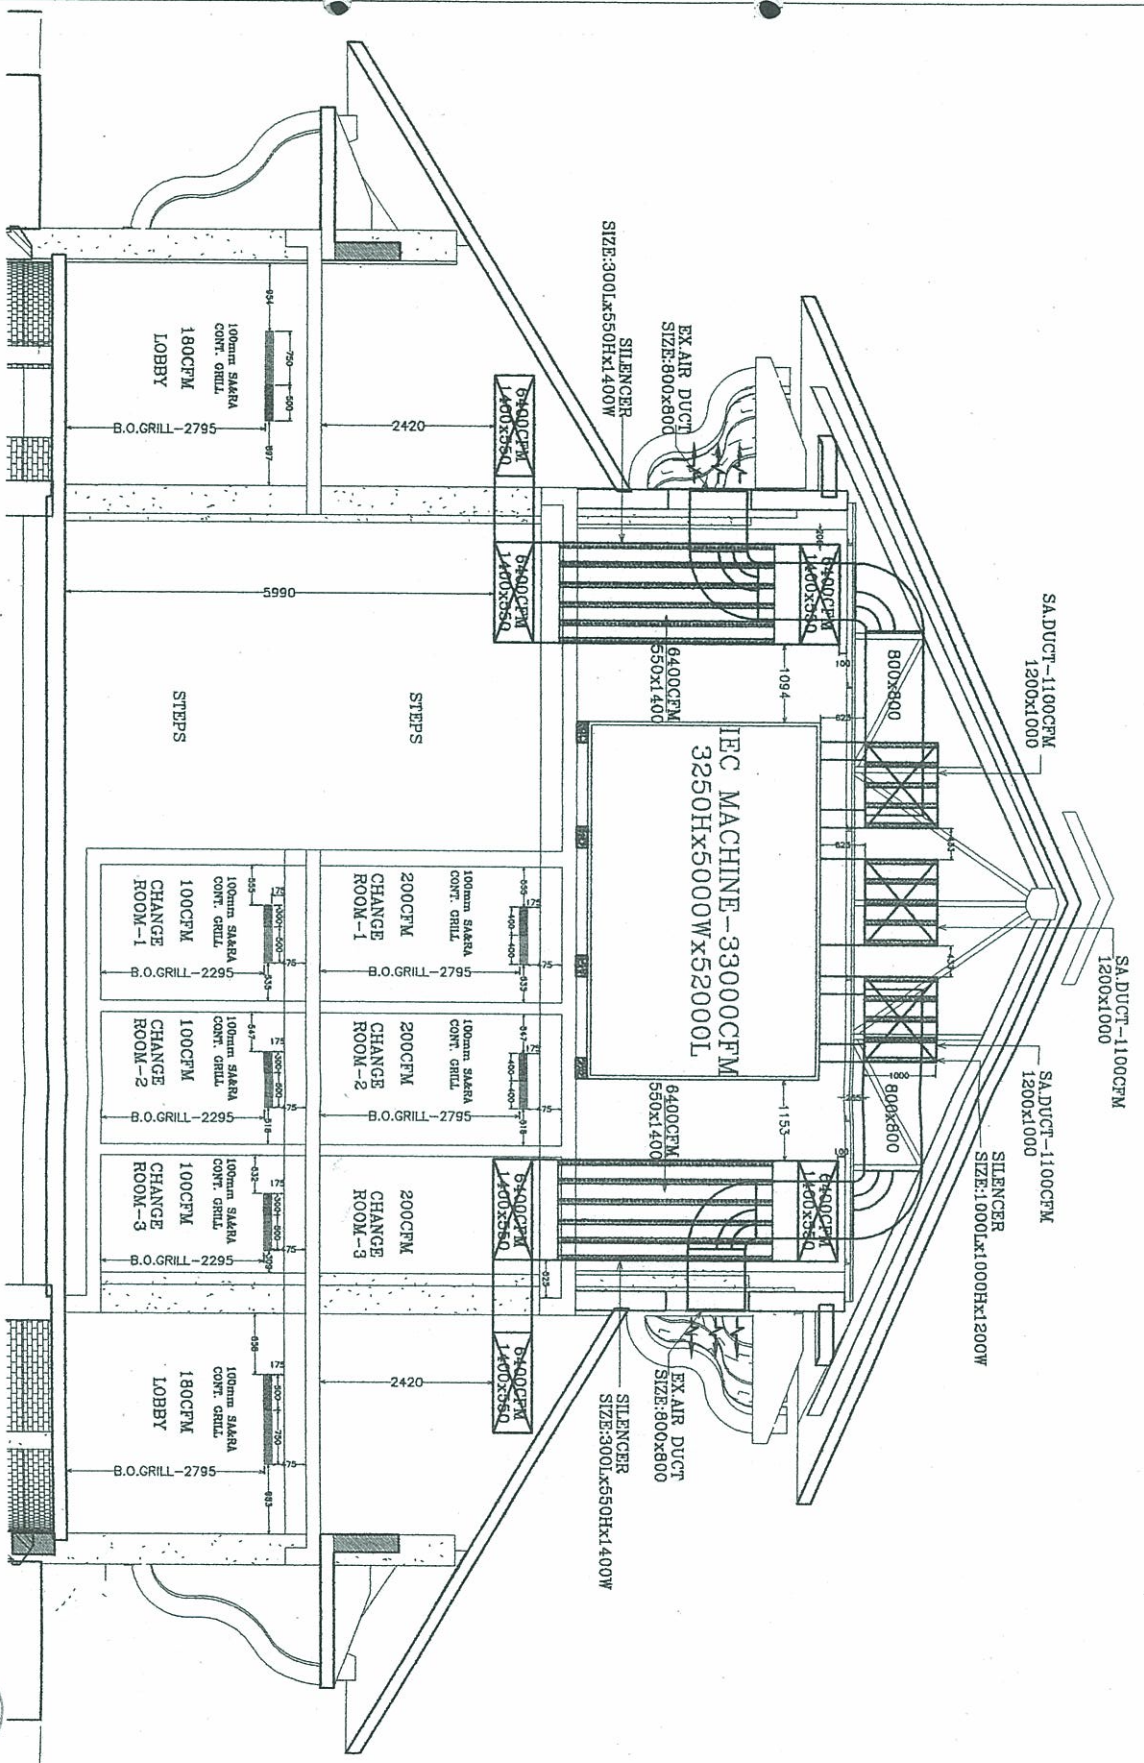 SA.DUCT-1100CFM
1200x1000
SA.DUCT-1100CFM
1200x1000
SA.DUCT-1100CFM
1200x1000
SILENCER
SIZE:1000Lx1000Hx1200W
800x800
800x800
1000
EX.AIR DUCT
SIZE:800x800
SILENCER
SIZE:300Lx550Hx1400W
6400CFM
1400x550
6400CFM
1400x550
IEC MACHINE-33000CFM
3250Hx5000Wx5200L
1094
1153
6400CFM
550x1400
6400CFM
550x1400
EX.AIR DUCT
SIZE:800x800
SILENCER
SIZE:300Lx550Hx1400W
6400CFM
1400x550
6400CFM
1400x550
6400CFM
1400x550
6400CFM
1400x550
2420
5990
2420
STEPS
STEPS
100mm SA&RA
CONT. GRILL
200CFM
CHANGE
ROOM-1
B.O.GRILL-2795
100mm SA&RA
CONT. GRILL
200CFM
CHANGE
ROOM-2
B.O.GRILL-2795
200CFM
CHANGE
ROOM-3
100mm SA&RA
CONT. GRILL
180CFM
LOBBY
B.O.GRILL-2795
100mm SA&RA
CONT. GRILL
100CFM
CHANGE
ROOM-1
B.O.GRILL-2295
100mm SA&RA
CONT. GRILL
100CFM
CHANGE
ROOM-2
B.O.GRILL-2295
100mm SA&RA
CONT. GRILL
100CFM
CHANGE
ROOM-3
B.O.GRILL-2295
100mm SA&RA
CONT. GRILL
180CFM
LOBBY
B.O.GRILL-2795